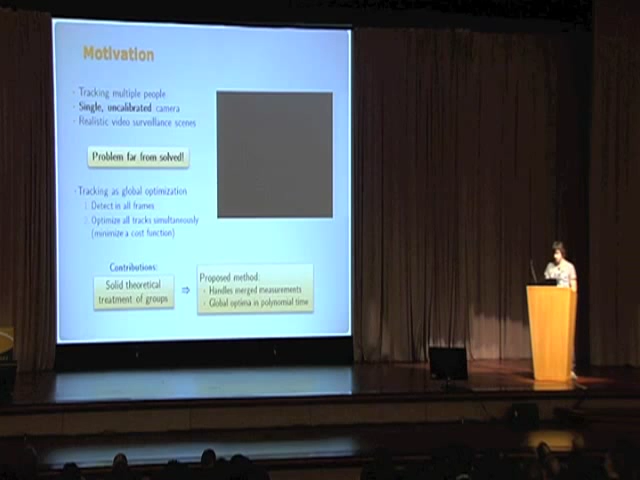 Motivation
Tracking multiple people
Single, uncalibrated camera
Realistic video surveillance scenes
Problem far from solved!
Tracking as global optimization
1. Detect in all frames
2. Optimize all tracks simultaneously
(minimize a cost function)
Contributions:
Solid theoretical
treatment of groups
⇒
Proposed method:
- Handles merged measurements
- Global optima in polynomial time